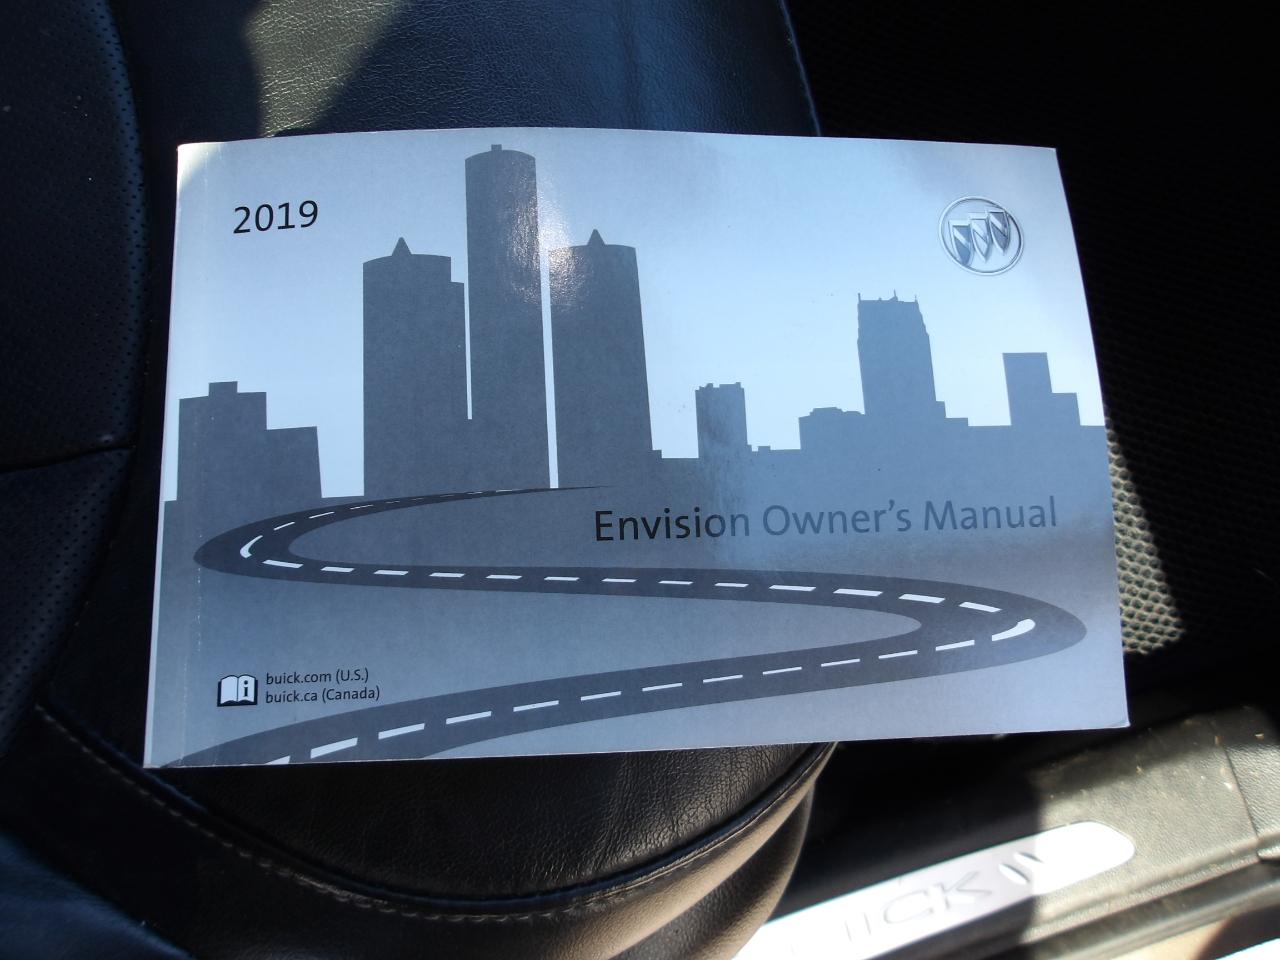 2019
Envision Owner's Manual
buick.com (U.S.)
buick.ca (Canada)